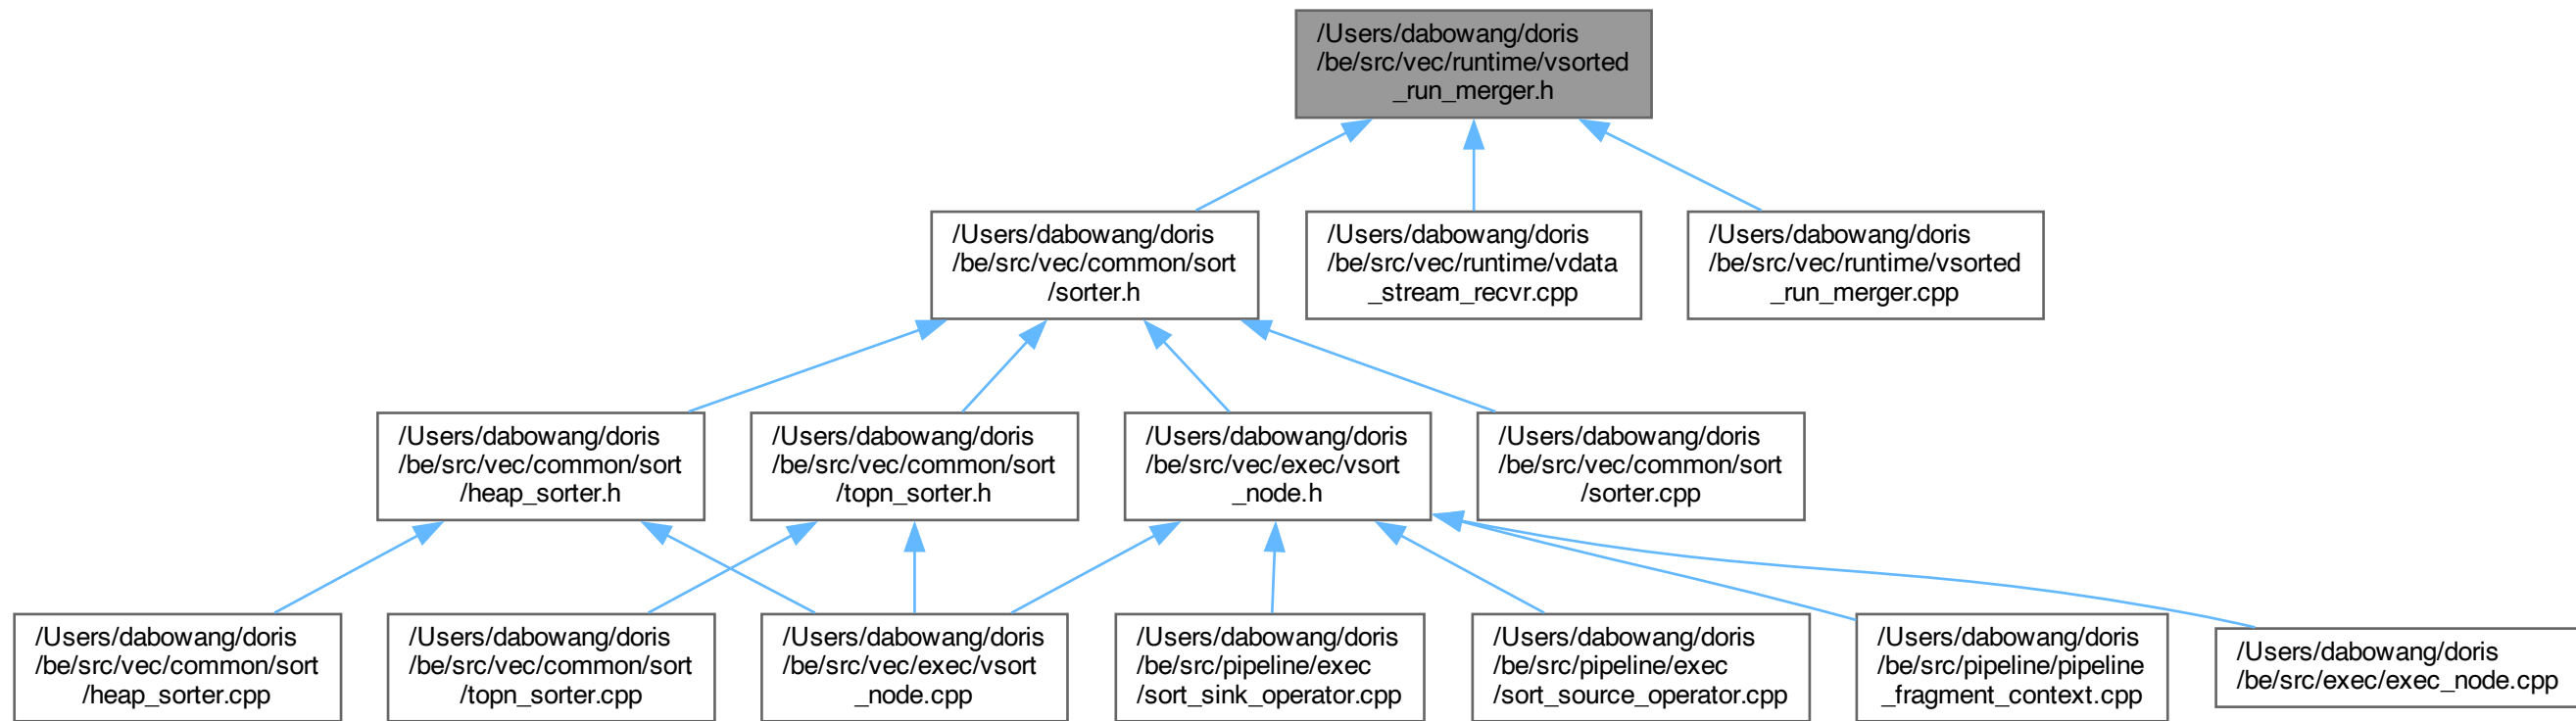 /Users/dabowang/doris
/be/src/vec/runtime/vsorted
_run_merger.h
/Users/dabowang/doris
/be/src/vec/common/sort
/sorter.h
/Users/dabowang/doris
/be/src/vec/runtime/vdata
_stream_recvr.cpp
/Users/dabowang/doris
/be/src/vec/runtime/vsorted
_run_merger.cpp
/Users/dabowang/doris
/be/src/vec/common/sort
/heap_sorter.h
/Users/dabowang/doris
/be/src/vec/common/sort
/topn_sorter.h
/Users/dabowang/doris
/be/src/vec/exec/vsort
_node.h
/Users/dabowang/doris
/be/src/vec/common/sort
/sorter.cpp
/Users/dabowang/doris
/be/src/vec/common/sort
/heap_sorter.cpp
/Users/dabowang/doris
/be/src/vec/common/sort
/topn_sorter.cpp
/Users/dabowang/doris
/be/src/vec/exec/vsort
_node.cpp
/Users/dabowang/doris
/be/src/pipeline/exec
/sort_sink_operator.cpp
/Users/dabowang/doris
/be/src/pipeline/exec
/sort_source_operator.cpp
/Users/dabowang/doris
/be/src/pipeline/pipeline
_fragment_context.cpp
/Users/dabowang/doris
/be/src/exec/exec_node.cpp